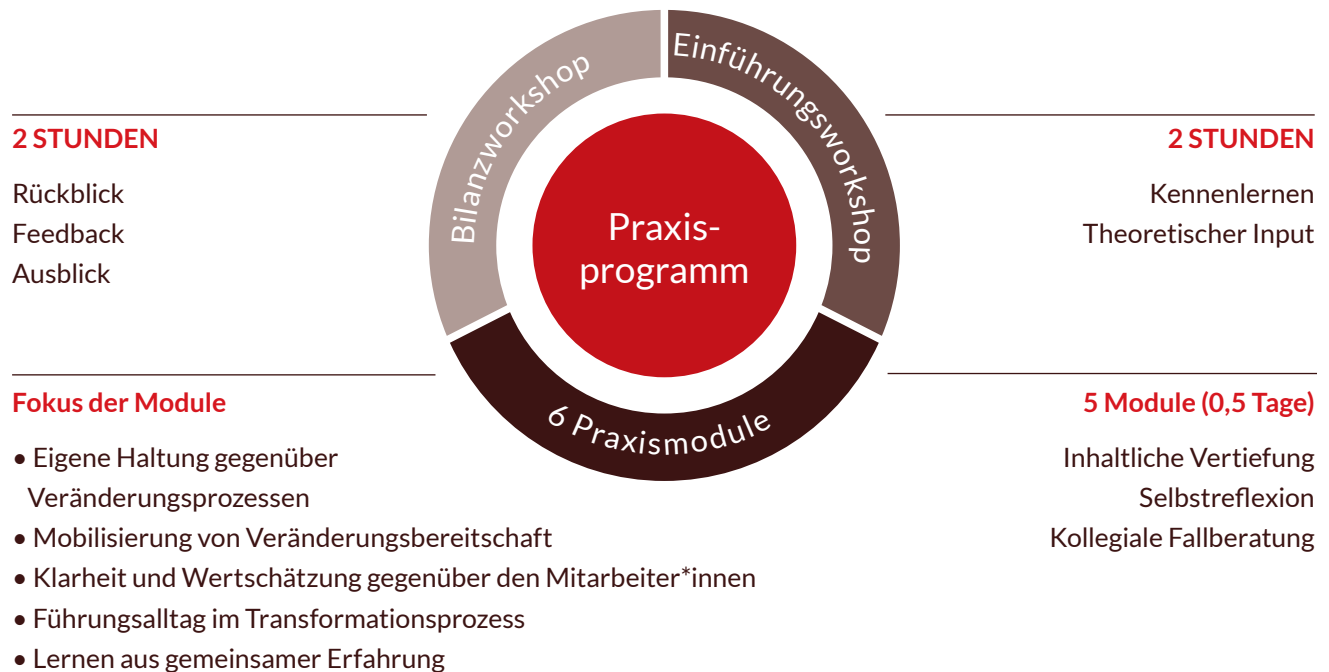 Bilanzworkshop
Einführungsworkshop
6 Praxismodule
Praxis-
programm
2 STUNDEN
Rückblick
Feedback
Ausblick
2 STUNDEN
Kennenlernen
Theoretischer Input
Fokus der Module
• Eigene Haltung gegenüber
Veränderungsprozessen
• Mobilisierung von Veränderungsbereitschaft
• Klarheit und Wertschätzung gegenüber den Mitarbeiter*innen
• Führungsalltag im Transformationsprozess
• Lernen aus gemeinsamer Erfahrung
5 Module (0,5 Tage)
Inhaltliche Vertiefung
Selbstreflexion
Kollegiale Fallberatung